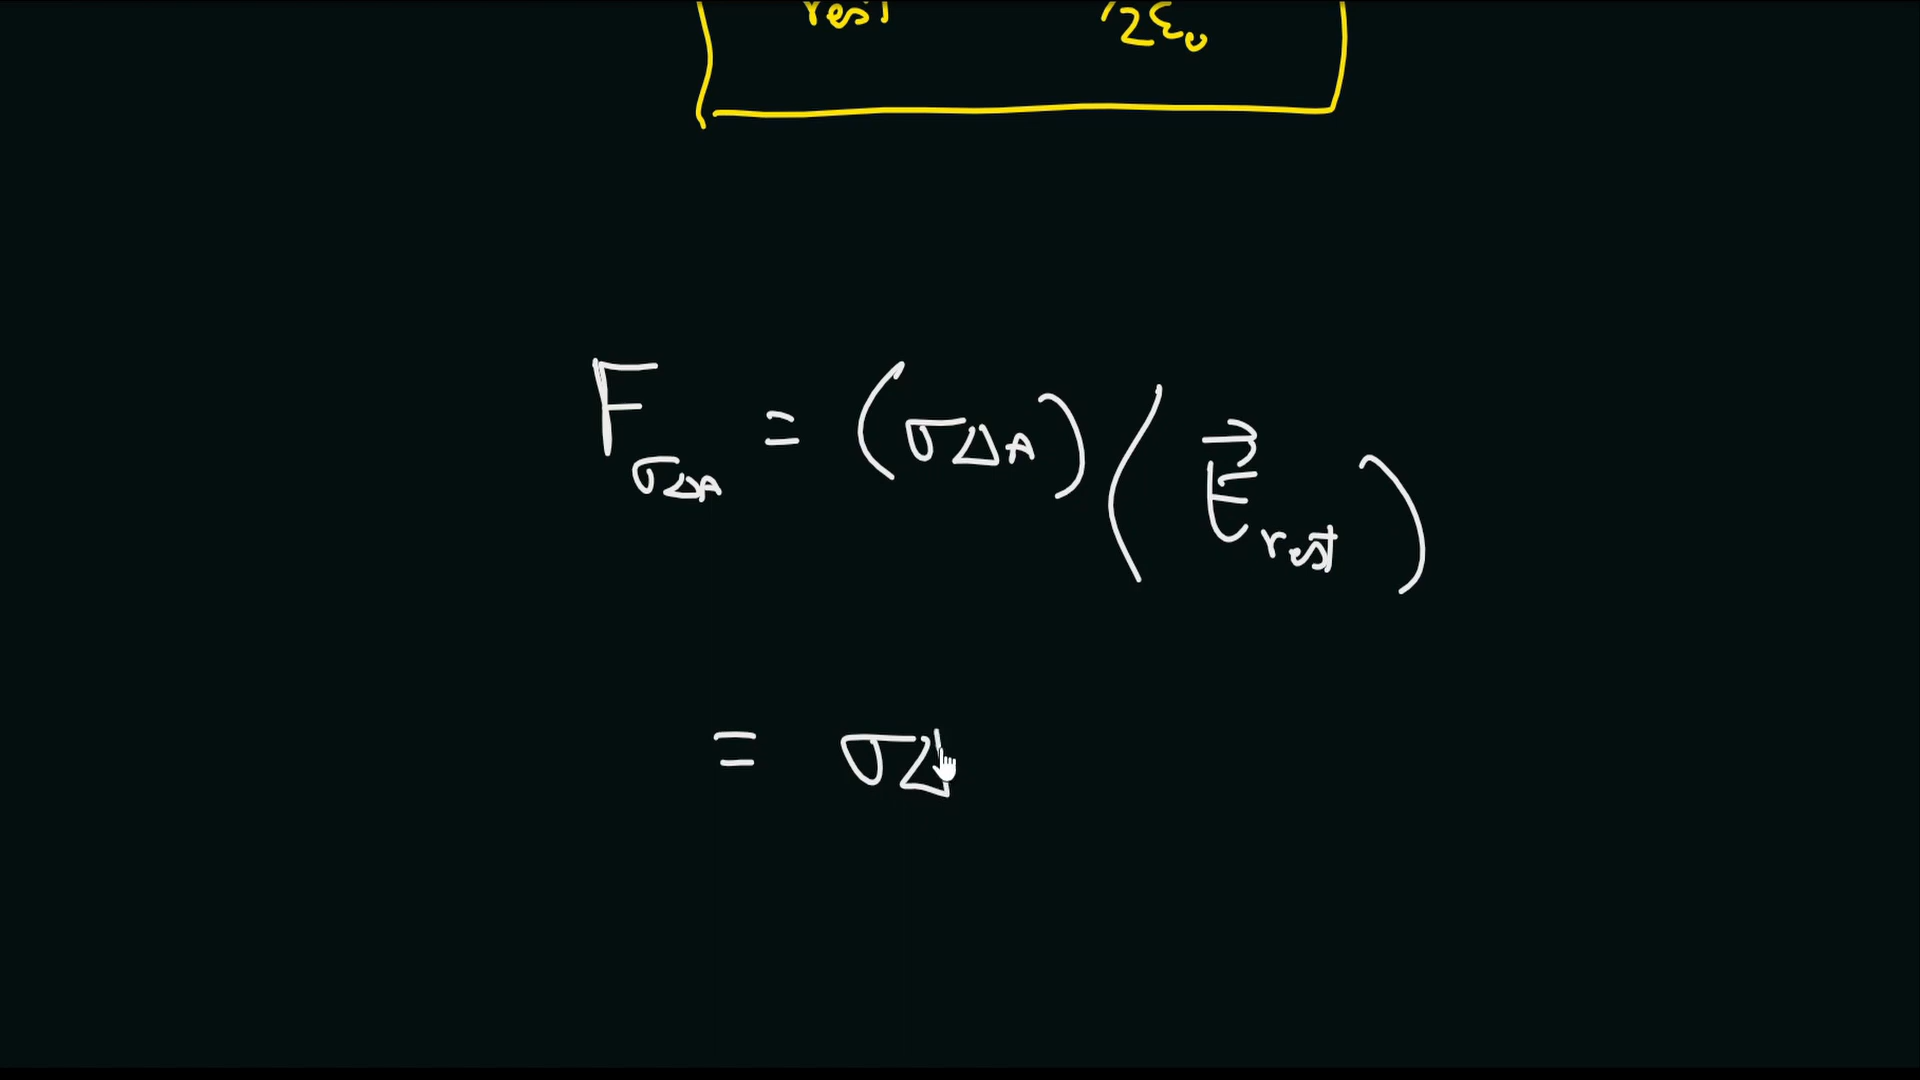 rest /2ε₀
F_σΔA = (σΔA)(E⃗_rest)
= σΔ